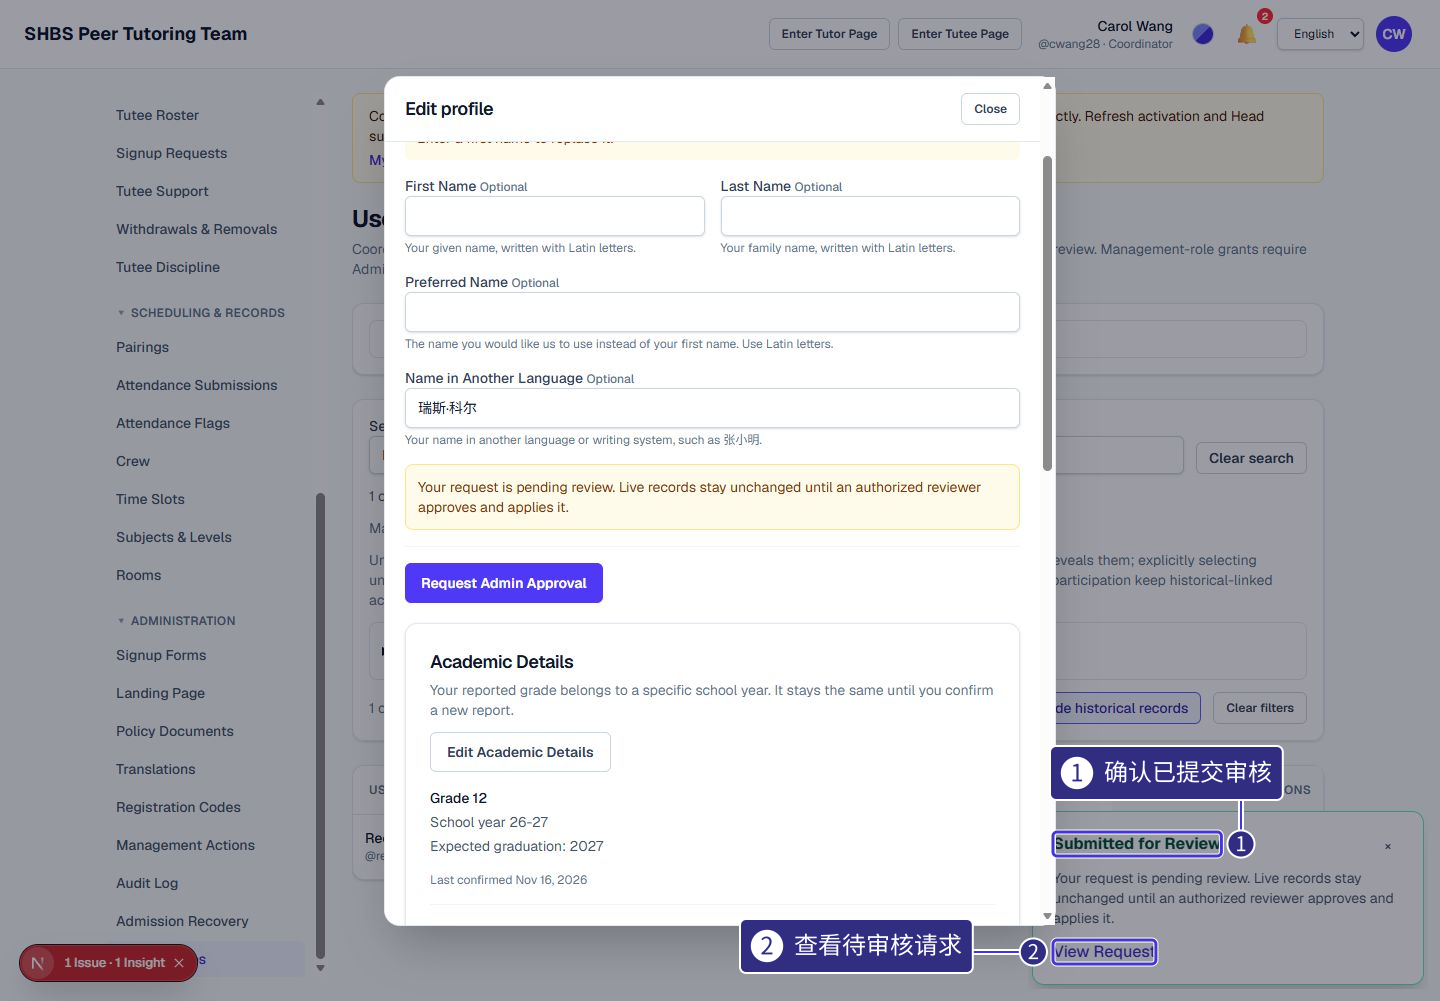 SHBS Peer Tutoring Team
Enter Tutor Page
Enter Tutee Page
Carol Wang
@cwang28 · Coordinator
2
English
CW
Tutee Roster
Signup Requests
Tutee Support
Withdrawals & Removals
Tutee Discipline
SCHEDULING & RECORDS
Pairings
Attendance Submissions
Attendance Flags
Crew
Time Slots
Subjects & Levels
Rooms
ADMINISTRATION
Signup Forms
Landing Page
Policy Documents
Translations
Registration Codes
Management Actions
Audit Log
Admission Recovery
N 1 Issue · 1 Insight ×
Refresh activation and Head
review. Management-role grants require
Clear search
reveals them; explicitly selecting
participation keep historical-linked
historical records
Clear filters
Edit profile
Close
First Name Optional
Your given name, written with Latin letters.
Last Name Optional
Your family name, written with Latin letters.
Preferred Name Optional
The name you would like us to use instead of your first name. Use Latin letters.
Name in Another Language Optional
瑞斯·科尔
Your name in another language or writing system, such as 张小明.
Your request is pending review. Live records stay unchanged until an authorized reviewer
approves and applies it.
Request Admin Approval
Academic Details
Your reported grade belongs to a specific school year. It stays the same until you confirm
a new report.
Edit Academic Details
Grade 12
School year 26-27
Expected graduation: 2027
Last confirmed Nov 16, 2026
1 确认已提交审核
Submitted for Review
1
×
Your request is pending review. Live records stay
unchanged until an authorized reviewer approves and
applies it.
2 查看待审核请求
2
View Request